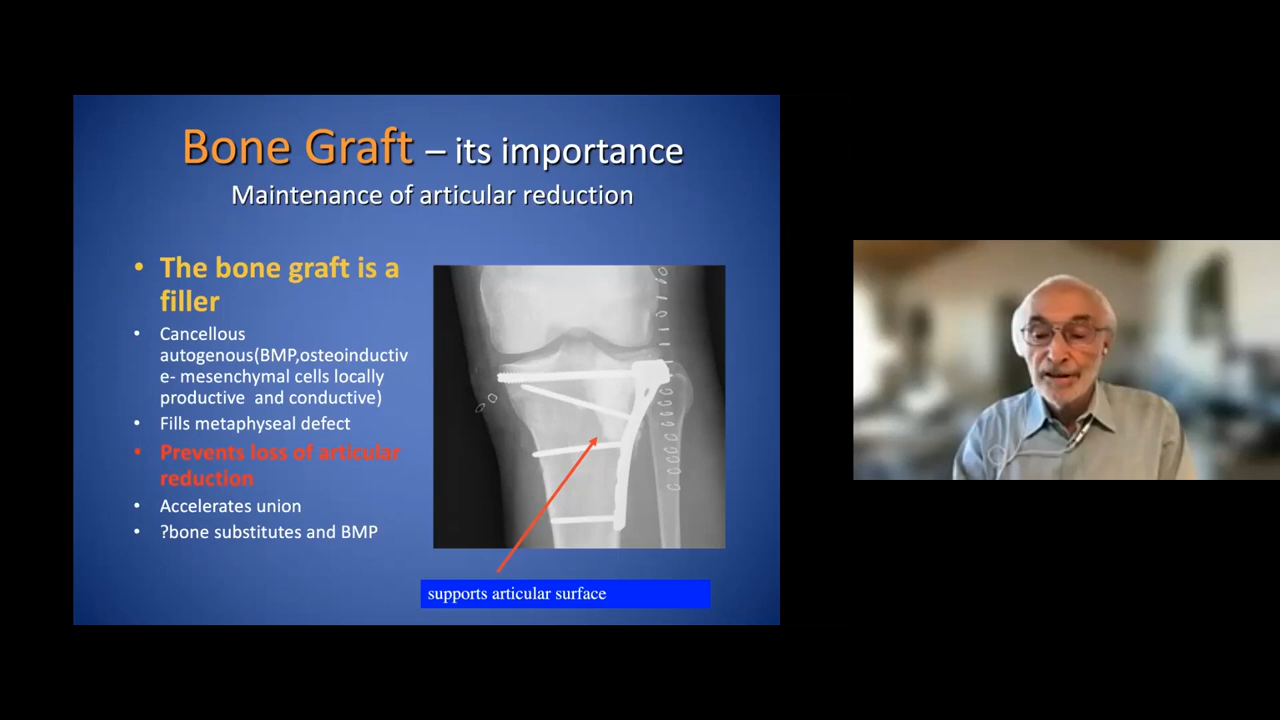 Bone Graft – its importance
Maintenance of articular reduction
• The bone graft is a
filler
• Cancellous
autogenous(BMP,osteoinductiv
e- mesenchymal cells locally
productive and conductive)
• Fills metaphyseal defect
• Prevents loss of articular
reduction
• Accelerates union
• ?bone substitutes and BMP
supports articular surface